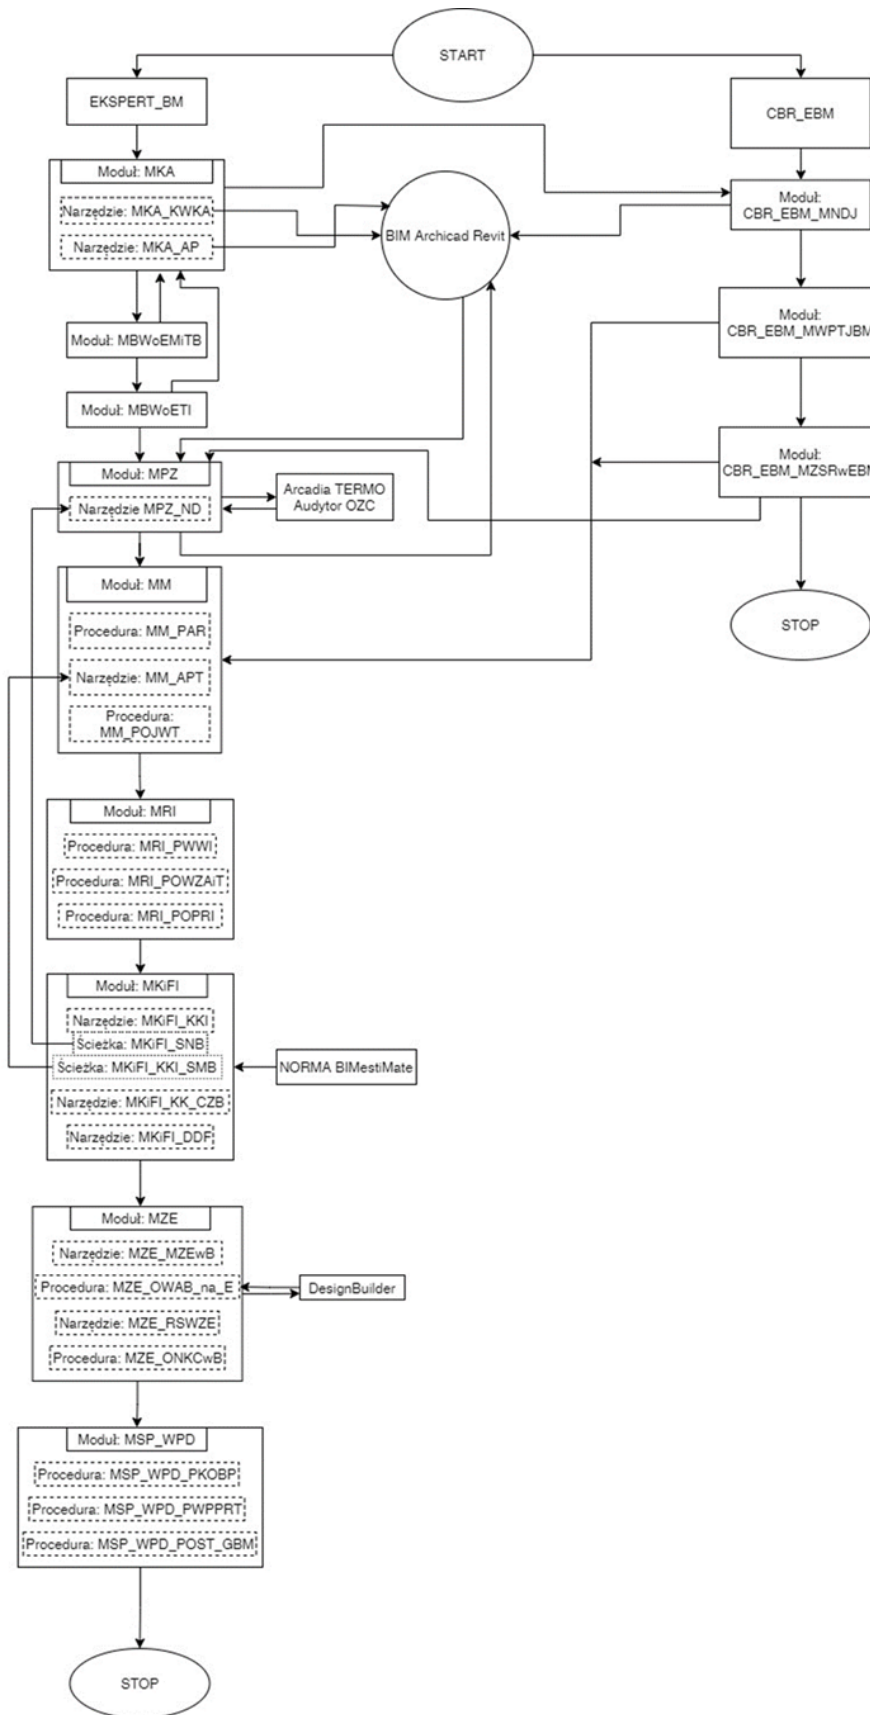 START
EKSPERT_BM
CBR_EBM
Moduł: MKA
Narzędzie: MKA_KWKA
Narzędzie: MKA_AP
BIM Archicad Revit
Moduł:
CBR_EBM_MNDJ
Moduł: MBWoEMiTB
Moduł:
CBR_EBM_MWPTJBM
Moduł: MBWoETI
Moduł:
CBR_EBM_MZSRwEBM
Moduł: MPZ
Narzędzie MPZ_ND
Arcadia TERMO
Audytor OZC
Moduł: MM
Procedura: MM_PAR
Narzędzie: MM_APT
Procedura:
MM_POJWT
STOP
Moduł: MRI
Procedura: MRI_PWWI
Procedura: MRI_POWZAiT
Procedura: MRI_POPRI
Moduł: MKiFI
Narzędzie: MKiFI_KKI
Ścieżka: MKiFI_SNB
Ścieżka: MKiFI_KKI_SMB
NORMA BIMestiMate
Narzędzie: MKiFI_KK_CZB
Narzędzie: MKiFI_DDF
Moduł: MZE
Narzędzie: MZE_MZEwB
Procedura: MZE_OWAB_na_E
DesignBuilder
Narzędzie: MZE_RSWZE
Procedura: MZE_ONKCwB
Moduł: MSP_WPD
Procedura: MSP_WPD_PKOBP
Procedura: MSP_WPD_PWPPRT
Procedura: MSP_WPD_POST_GBM
STOP